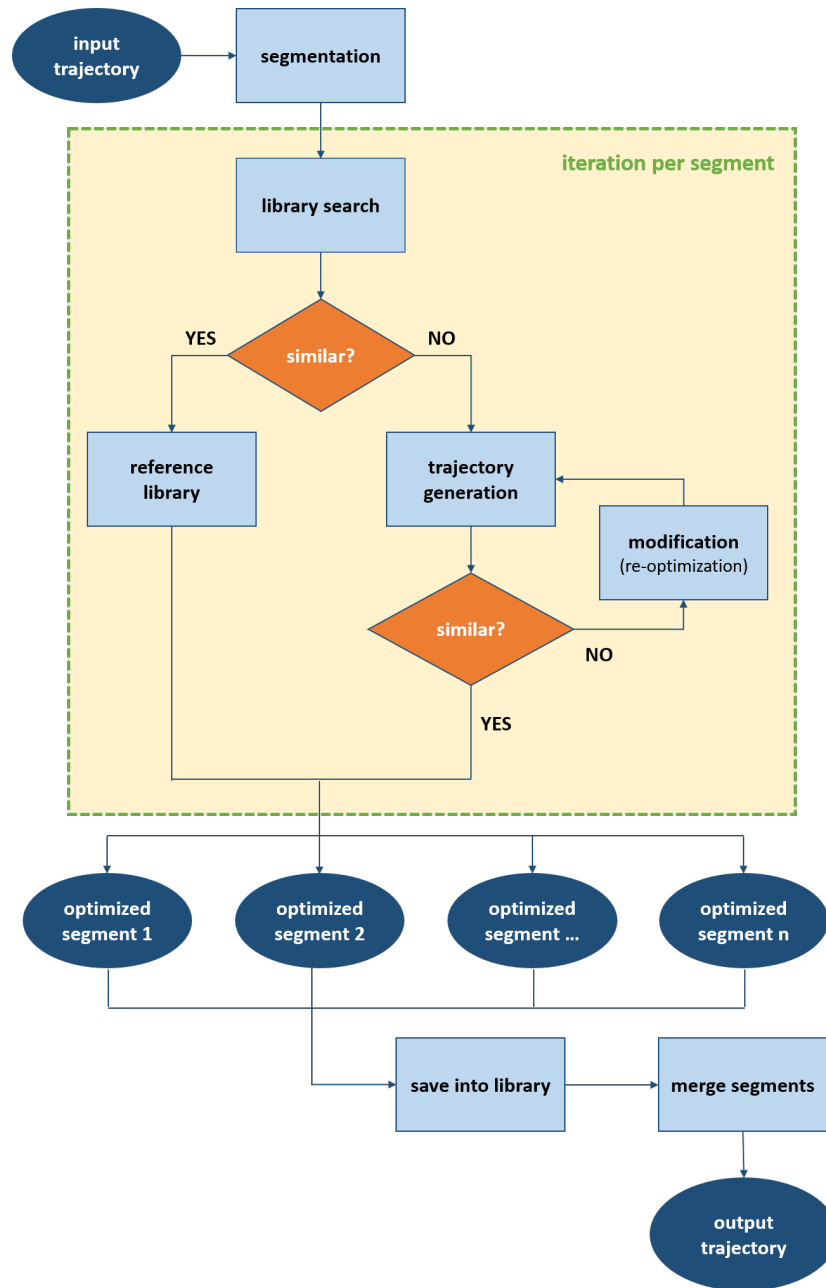 input
trajectory
segmentation
iteration per segment
library search
YES
NO
similar?
reference
library
trajectory
generation
modification
(re-optimization)
similar?
NO
YES
optimized
segment 1
optimized
segment 2
optimized
segment ...
optimized
segment n
save into library
merge segments
output
trajectory